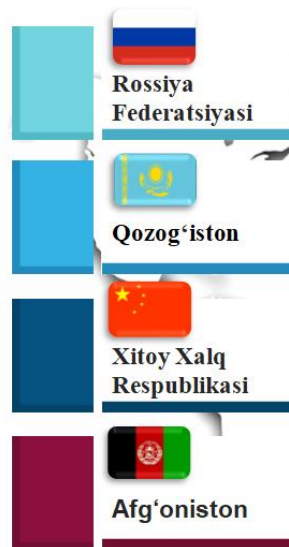 Rossiya
Federatsiyasi
Qozog‘iston
Xitoy Xalq
Respublikasi
Afg‘oniston